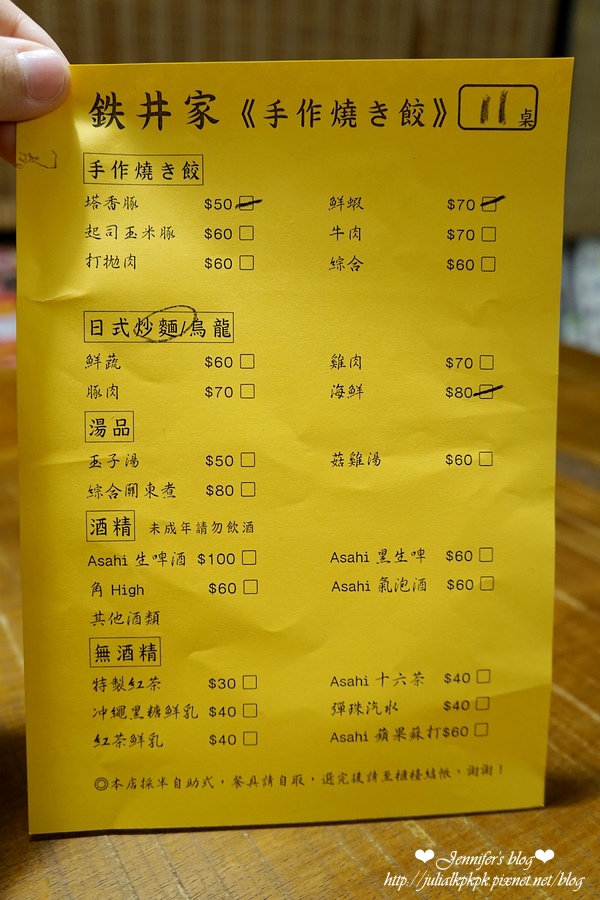 鉄井家《手作燒き餃》 11 桌
手作燒き餃
塔香豚 $50 鮮蝦 $70
起司玉米豚 $60 牛肉 $70
打拋肉 $60 綜合 $60
日式炒麵/烏龍
鮮蔬 $60 雞肉 $70
豚肉 $70 海鮮 $80
湯品
玉子湯 $50 菇雞湯 $60
綜合關東煮 $80
酒精 未成年請勿飲酒
Asahi 生啤酒 $100 Asahi 黑生啤 $60
角 High $60 Asahi 氣泡酒 $60
其他酒類
無酒精
特製紅茶 $30 Asahi 十六茶 $40
沖繩黑糖鮮乳 $40 彈珠汽水 $40
紅茶鮮乳 $40 Asahi 蘋果蘇打 $60
◎本店採半自助式，餐具請自取，選完後請至櫃檯結帳，謝謝！
❤ Jennifer's blog ❤
http://julialkpkpk.pixnet.net/blog